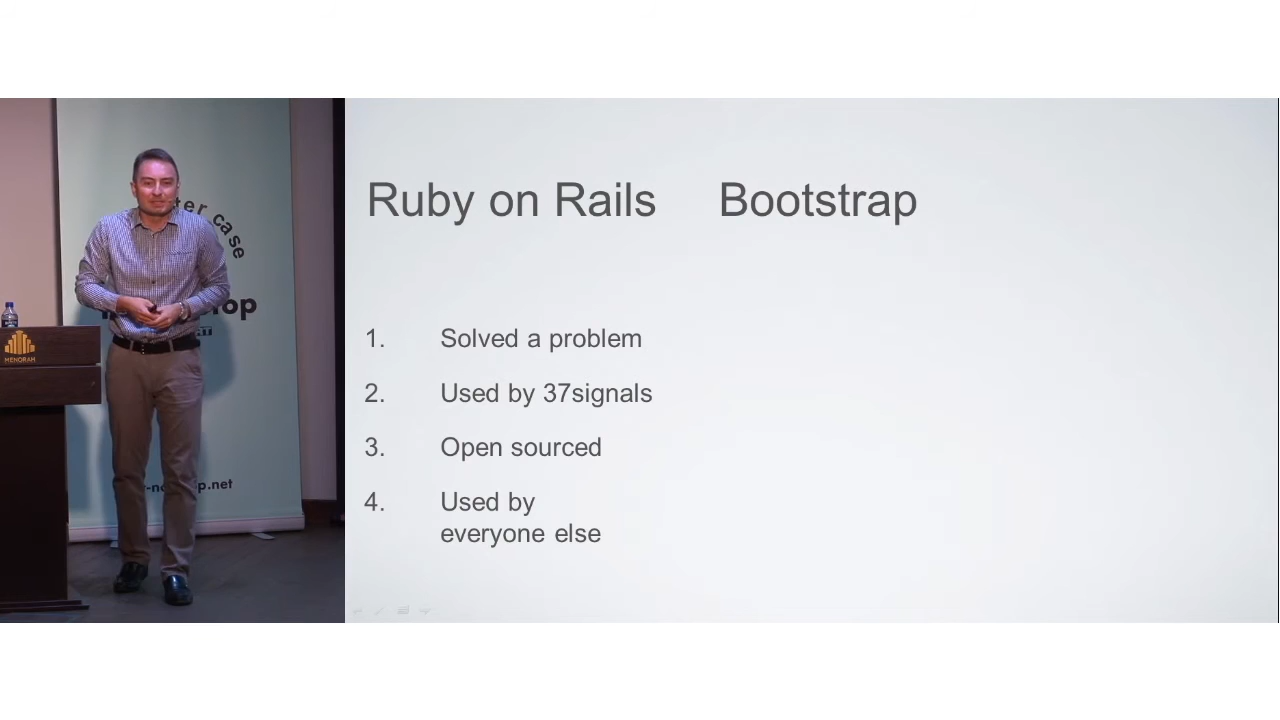 Ruby on Rails
Bootstrap
1. Solved a problem
2. Used by 37signals
3. Open sourced
4. Used by
everyone else
case
MENORAH